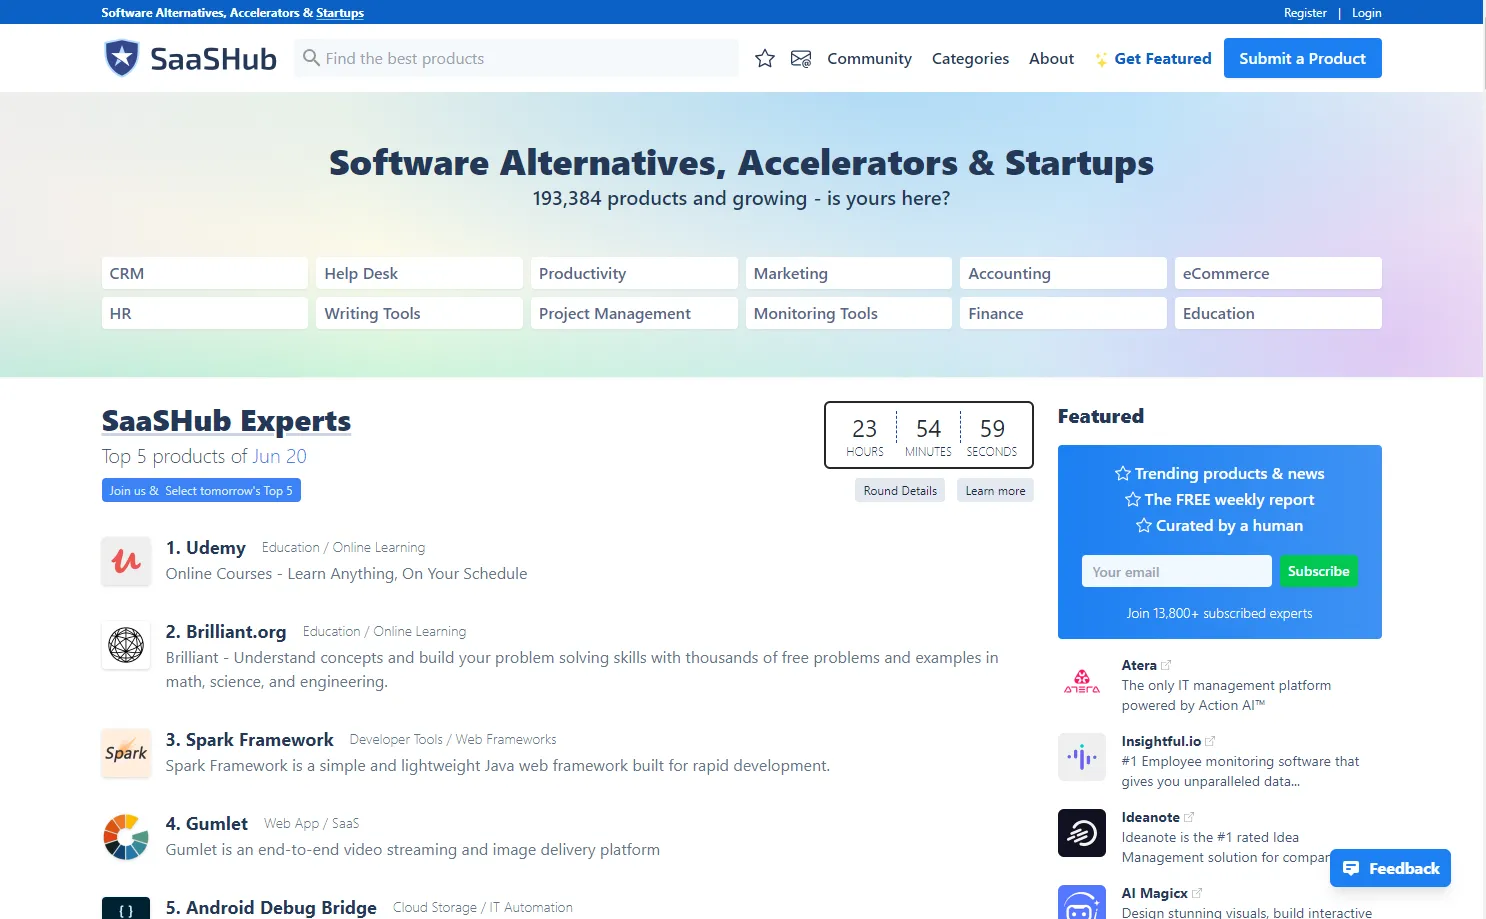 Software Alternatives, Accelerators & Startups
Register | Login
SaaSHub
Find the best products
Community
Categories
About
Get Featured
Submit a Product
Software Alternatives, Accelerators & Startups
193,384 products and growing - is yours here?
CRM
Help Desk
Productivity
Marketing
Accounting
eCommerce
HR
Writing Tools
Project Management
Monitoring Tools
Finance
Education
SaaSHub Experts
Top 5 products of Jun 20
Join us & Select tomorrow's Top 5
23 54 59
HOURS MINUTES SECONDS
Round Details
Learn more
1. Udemy Education / Online Learning
Online Courses - Learn Anything, On Your Schedule
2. Brilliant.org Education / Online Learning
Brilliant - Understand concepts and build your problem solving skills with thousands of free problems and examples in
math, science, and engineering.
Spark
3. Spark Framework Developer Tools / Web Frameworks
Spark Framework is a simple and lightweight Java web framework built for rapid development.
4. Gumlet Web App / SaaS
Gumlet is an end-to-end video streaming and image delivery platform
{ }
5. Android Debug Bridge Cloud Storage / IT Automation
Featured
Trending products & news
The FREE weekly report
Curated by a human
Your email
Subscribe
Join 13,800+ subscribed experts
ATERA
Atera
The only IT management platform
powered by Action AI™
Insightful.io
#1 Employee monitoring software that
gives you unparalleled data...
Ideanote
Ideanote is the #1 rated Idea
Management solution for
AI Magicx
Design stunning visuals, build interactive
Feedback